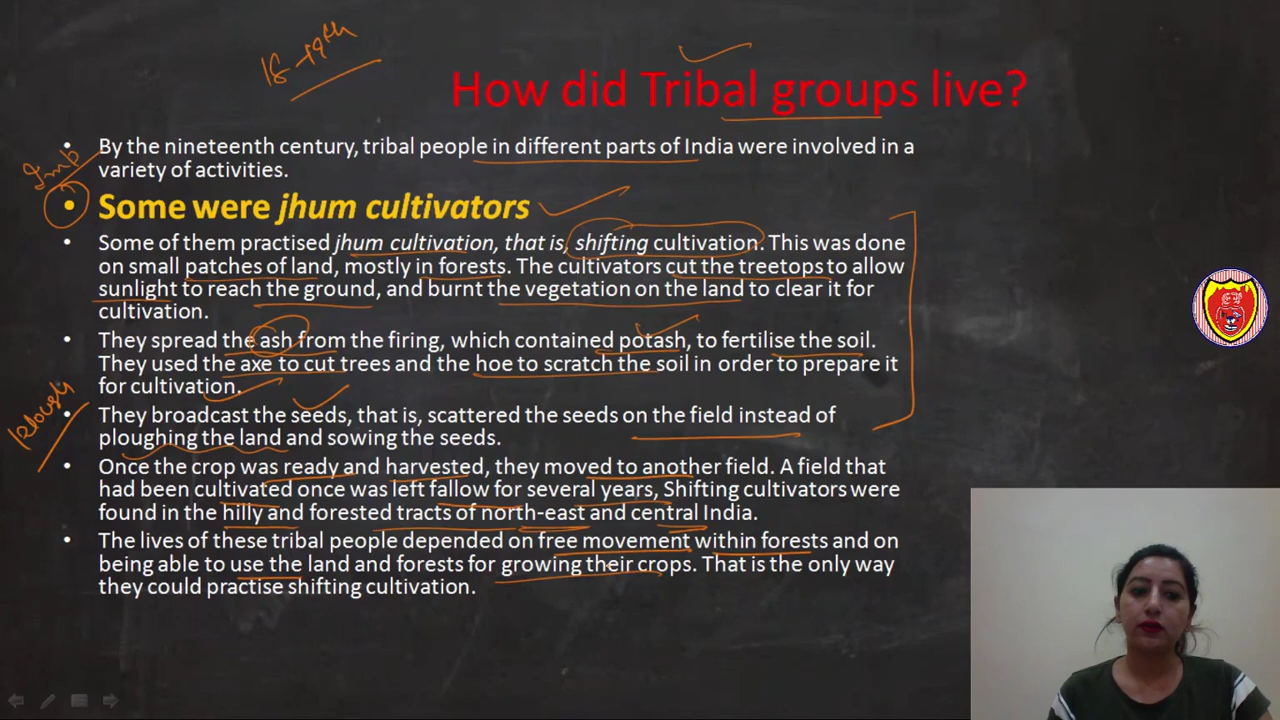 18-19th
How did Tribal groups live?
• By the nineteenth century, tribal people in different parts of India were involved in a
variety of activities.
Imp
• Some were jhum cultivators
• Some of them practised jhum cultivation, that is, shifting cultivation. This was done
on small patches of land, mostly in forests. The cultivators cut the treetops to allow
sunlight to reach the ground, and burnt the vegetation on the land to clear it for
cultivation.
• They spread the ash from the firing, which contained potash, to fertilise the soil.
They used the axe to cut trees and the hoe to scratch the soil in order to prepare it
for cultivation.
Plough
• They broadcast the seeds, that is, scattered the seeds on the field instead of
ploughing the land and sowing the seeds.
• Once the crop was ready and harvested, they moved to another field. A field that
had been cultivated once was left fallow for several years, Shifting cultivators were
found in the hilly and forested tracts of north-east and central India.
• The lives of these tribal people depended on free movement within forests and on
being able to use the land and forests for growing their crops. That is the only way
they could practise shifting cultivation.